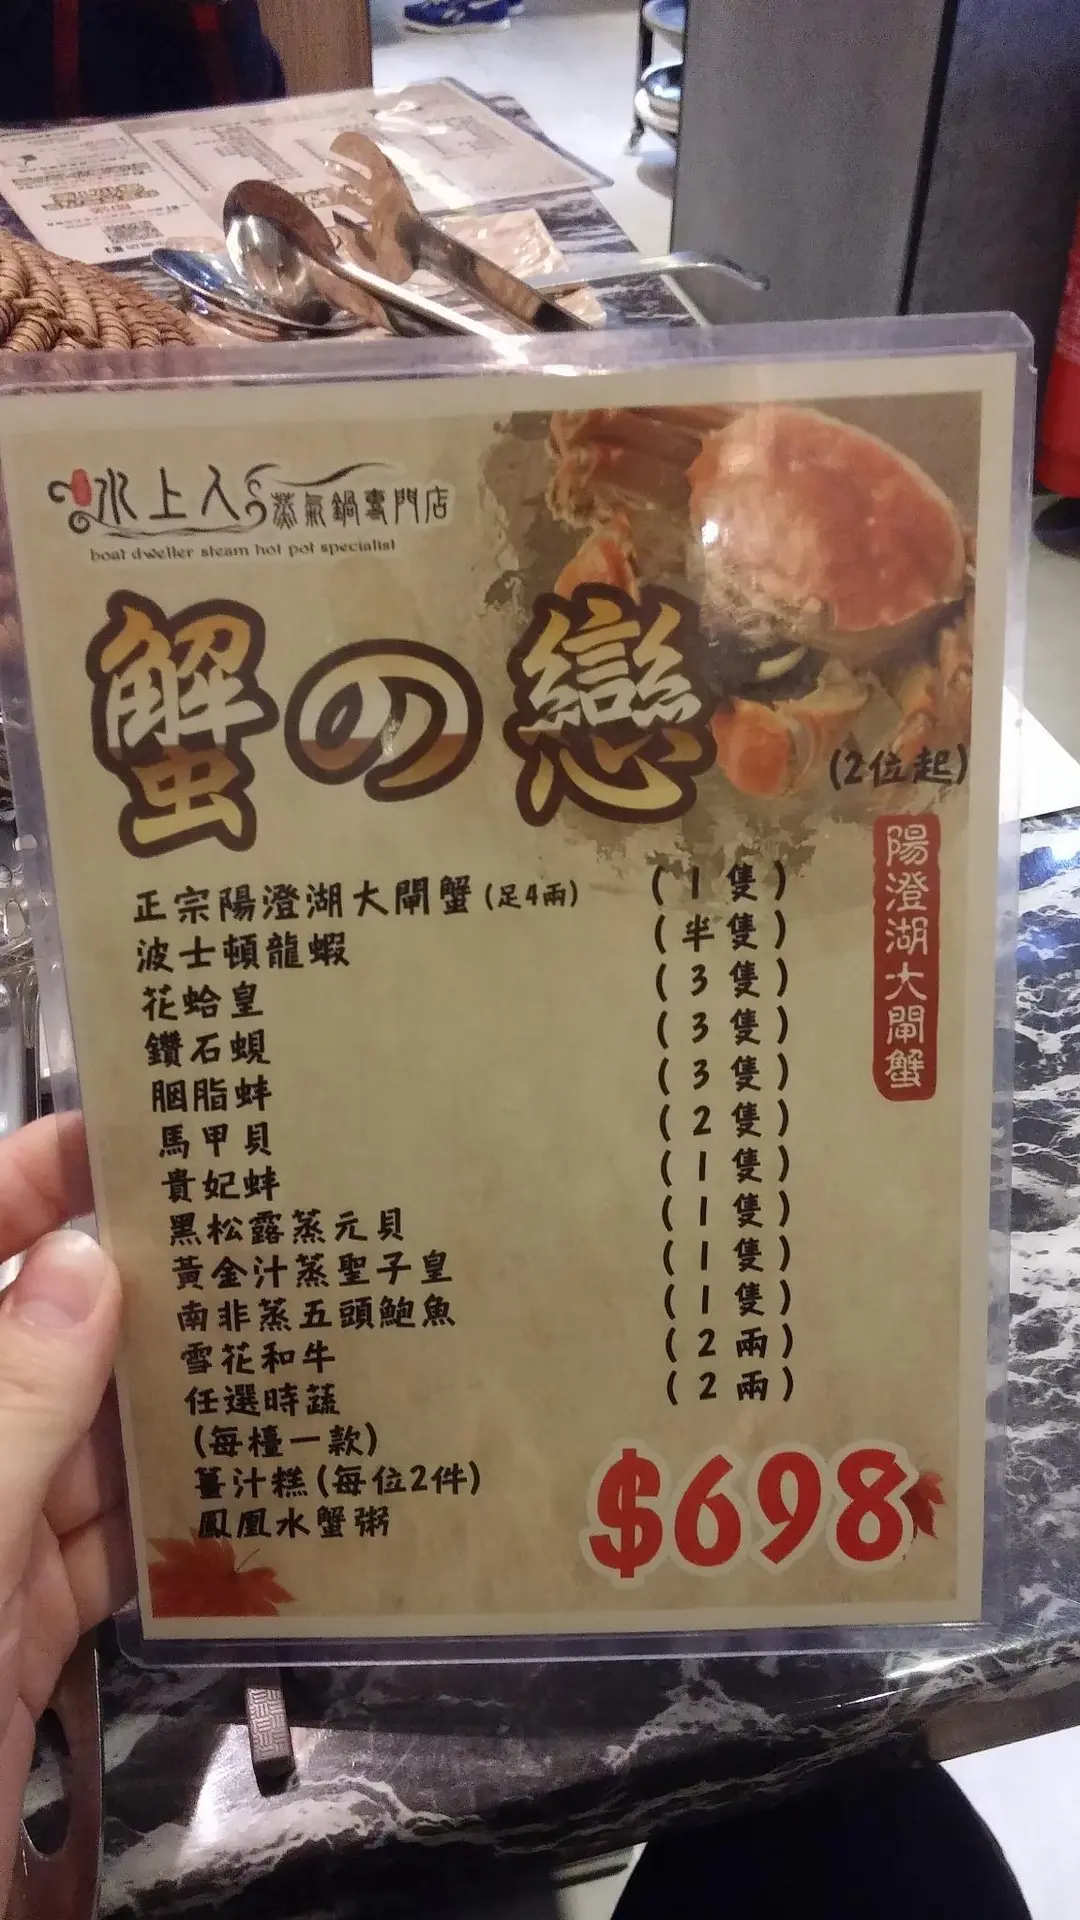 水上人蒸氣鍋專門店
boat dweller steam hot pot specialist
蟹の戀
(2位起)
陽澄湖大閘蟹
正宗陽澄湖大閘蟹(足4兩) (1隻)
波士頓龍蝦 (半隻)
花蛤皇 (3隻)
鑽石蜆 (3隻)
胭脂蚌 (3隻)
馬甲貝 (2隻)
貴妃蚌 (1隻)
黑松露蒸元貝 (1隻)
黃金汁蒸聖子皇 (1隻)
南非蒸五頭鮑魚 (1隻)
雪花和牛 (2兩)
任選時蔬 (2兩)
(每檯一款)
薑汁糕(每位2件)
鳳凰水蟹粥
$698